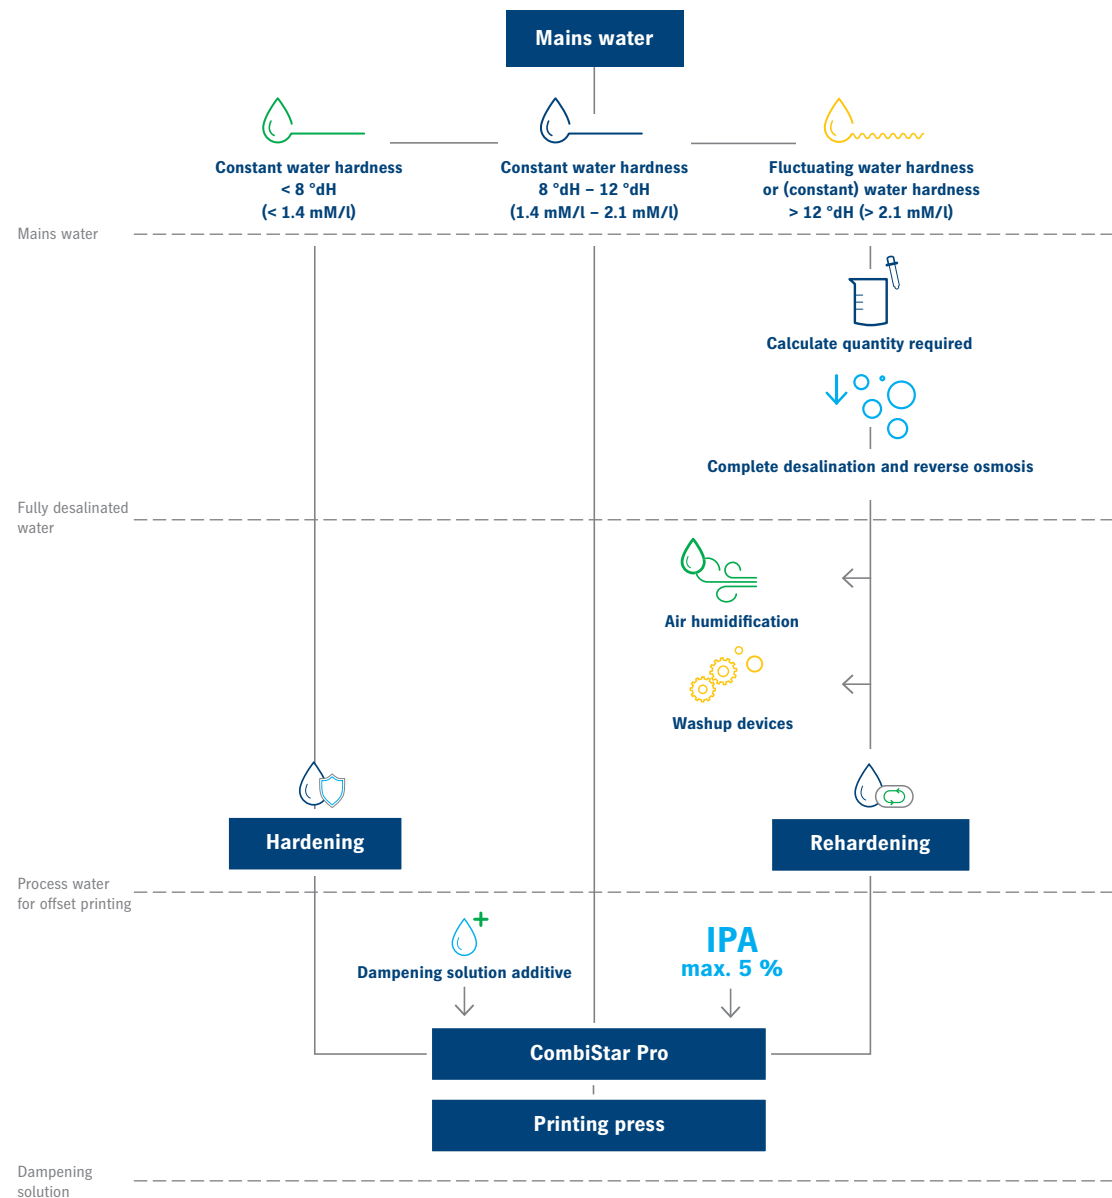 Mains water
Constant water hardness
< 8 °dH
(< 1.4 mM/l)
Constant water hardness
8 °dH – 12 °dH
(1.4 mM/l – 2.1 mM/l)
Fluctuating water hardness
or (constant) water hardness
> 12 °dH (> 2.1 mM/l)
Mains water
Calculate quantity required
Complete desalination and reverse osmosis
Fully desalinated
water
Air humidification
Washup devices
Hardening
Rehardening
Process water
for offset printing
Dampening solution additive
IPA
max. 5 %
CombiStar Pro
Printing press
Dampening
solution